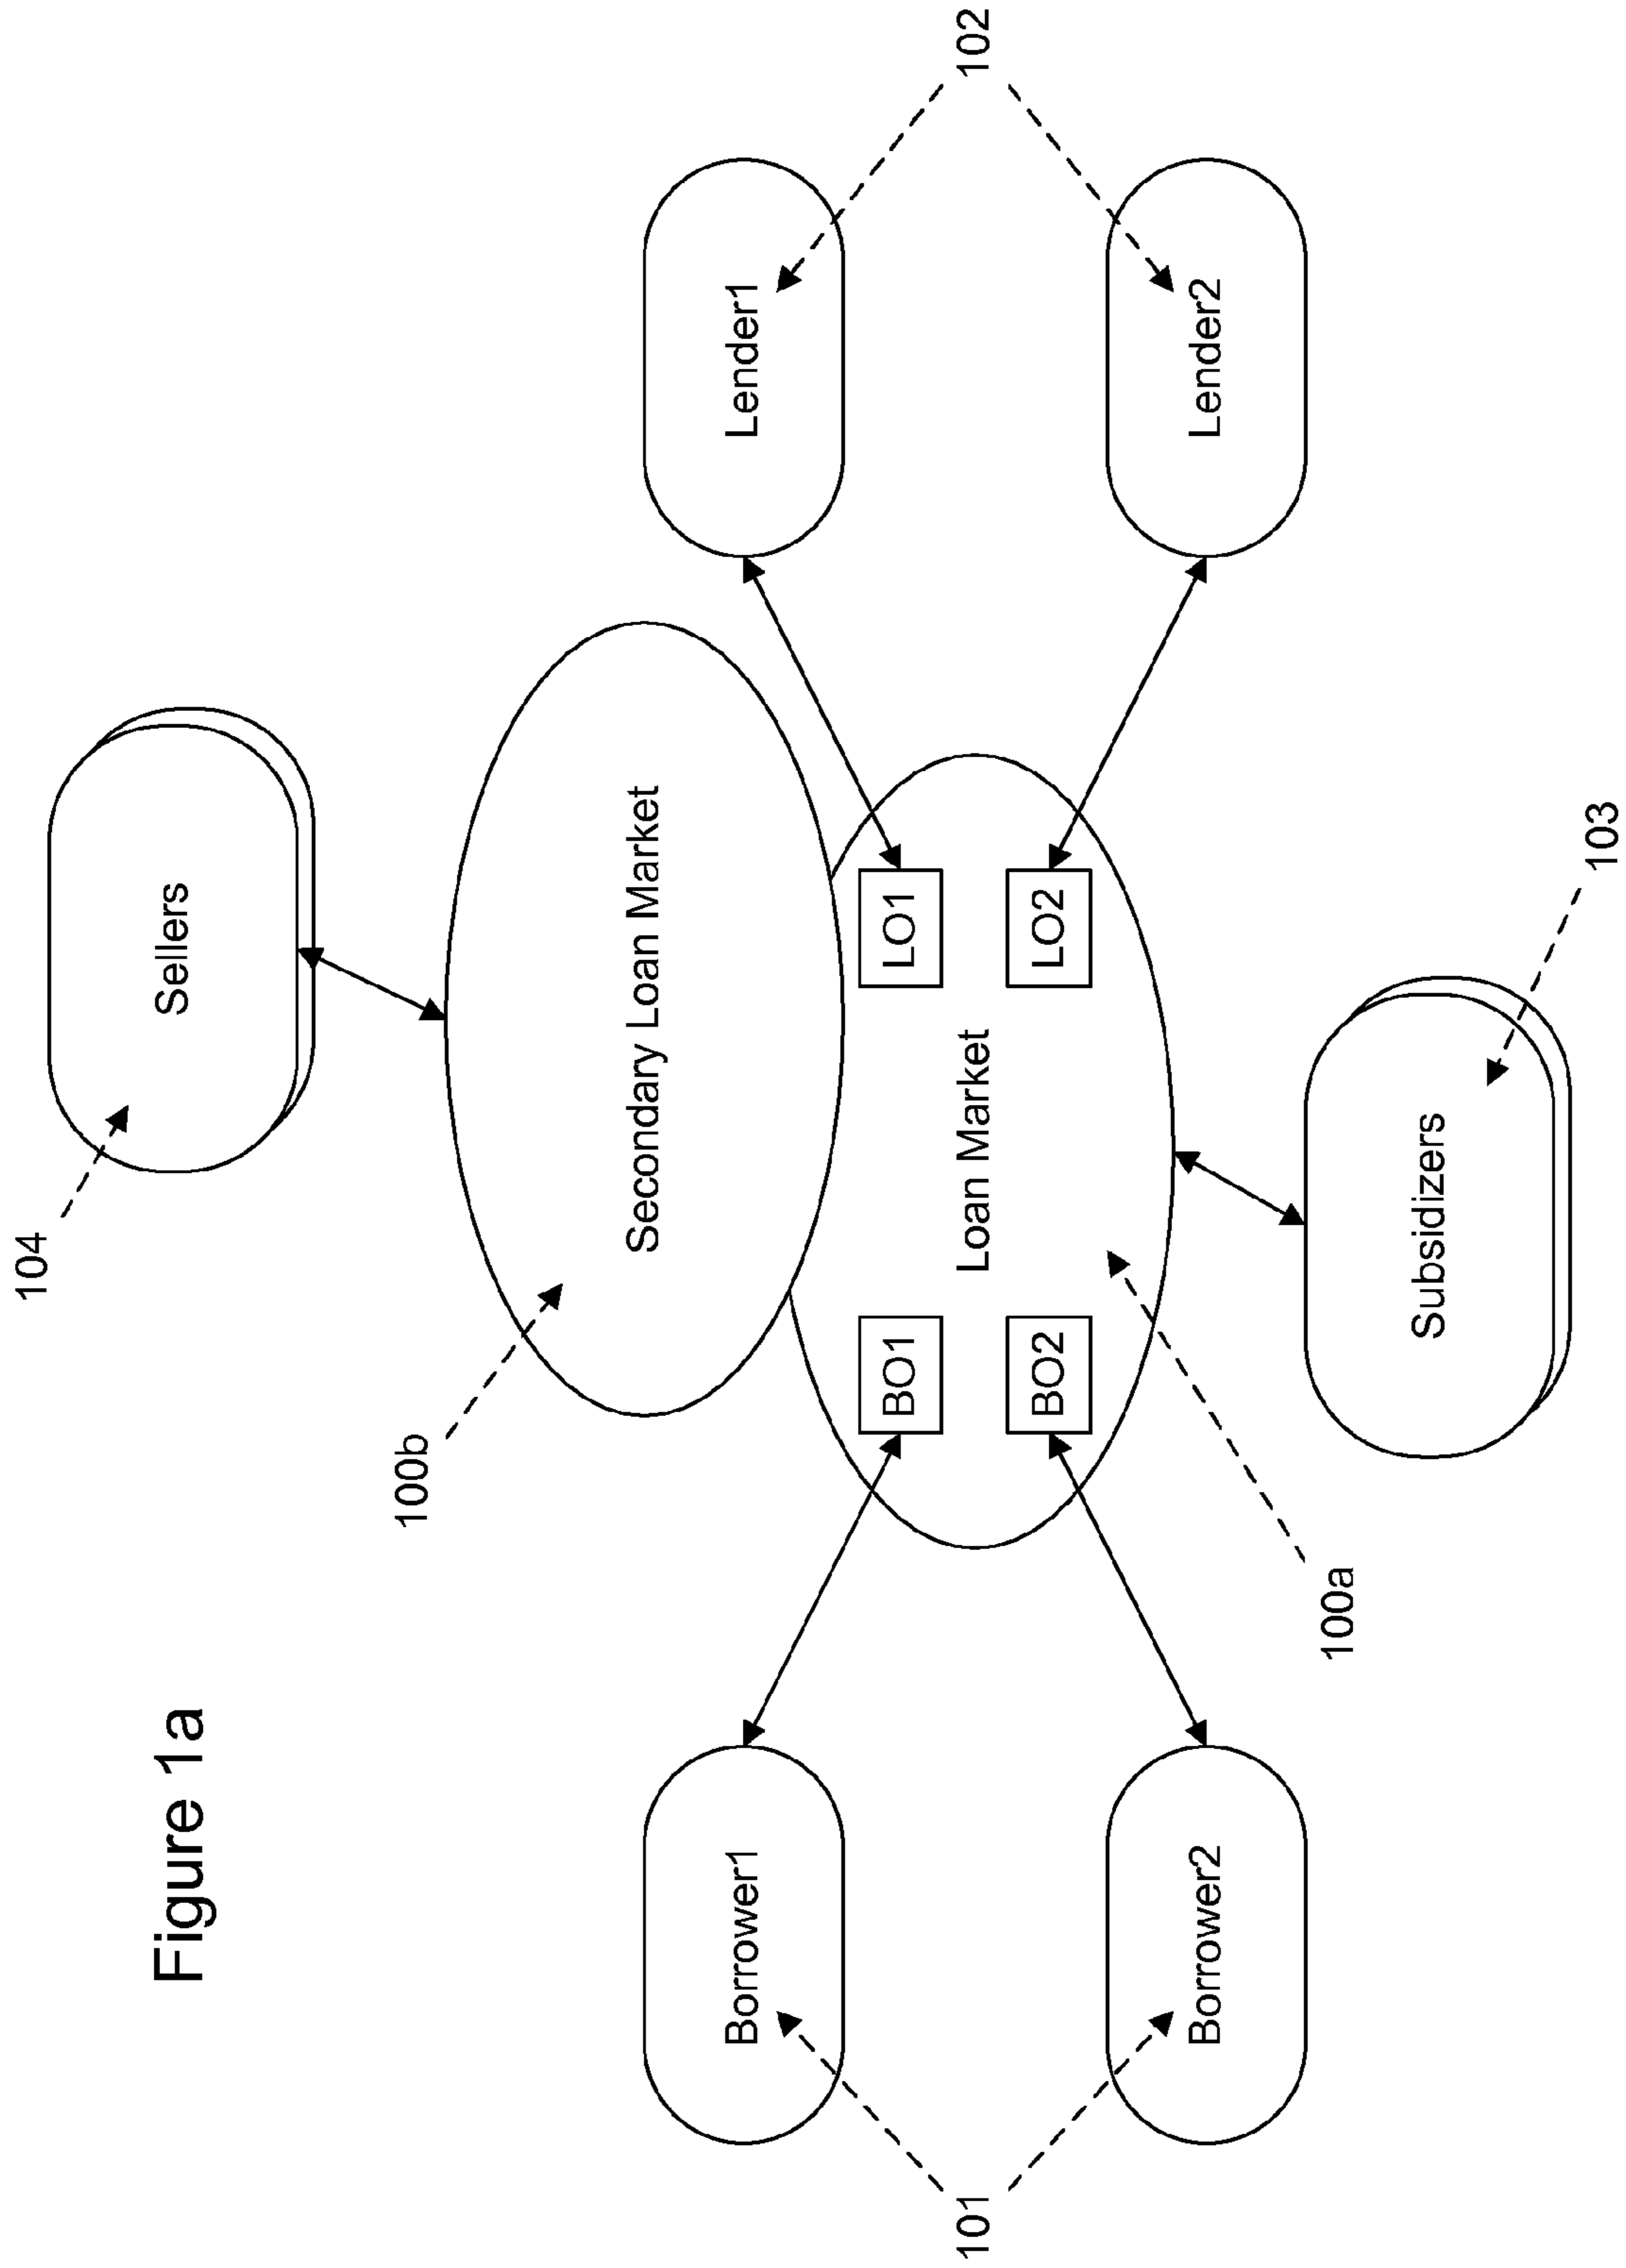 Figure 1a
104
Sellers
100b
Secondary Loan Market
Borrower1
Lender1
BO1
LO1
101
Loan Market
102
BO2
LO2
Borrower2
Lender2
100a
Subsidizers
103